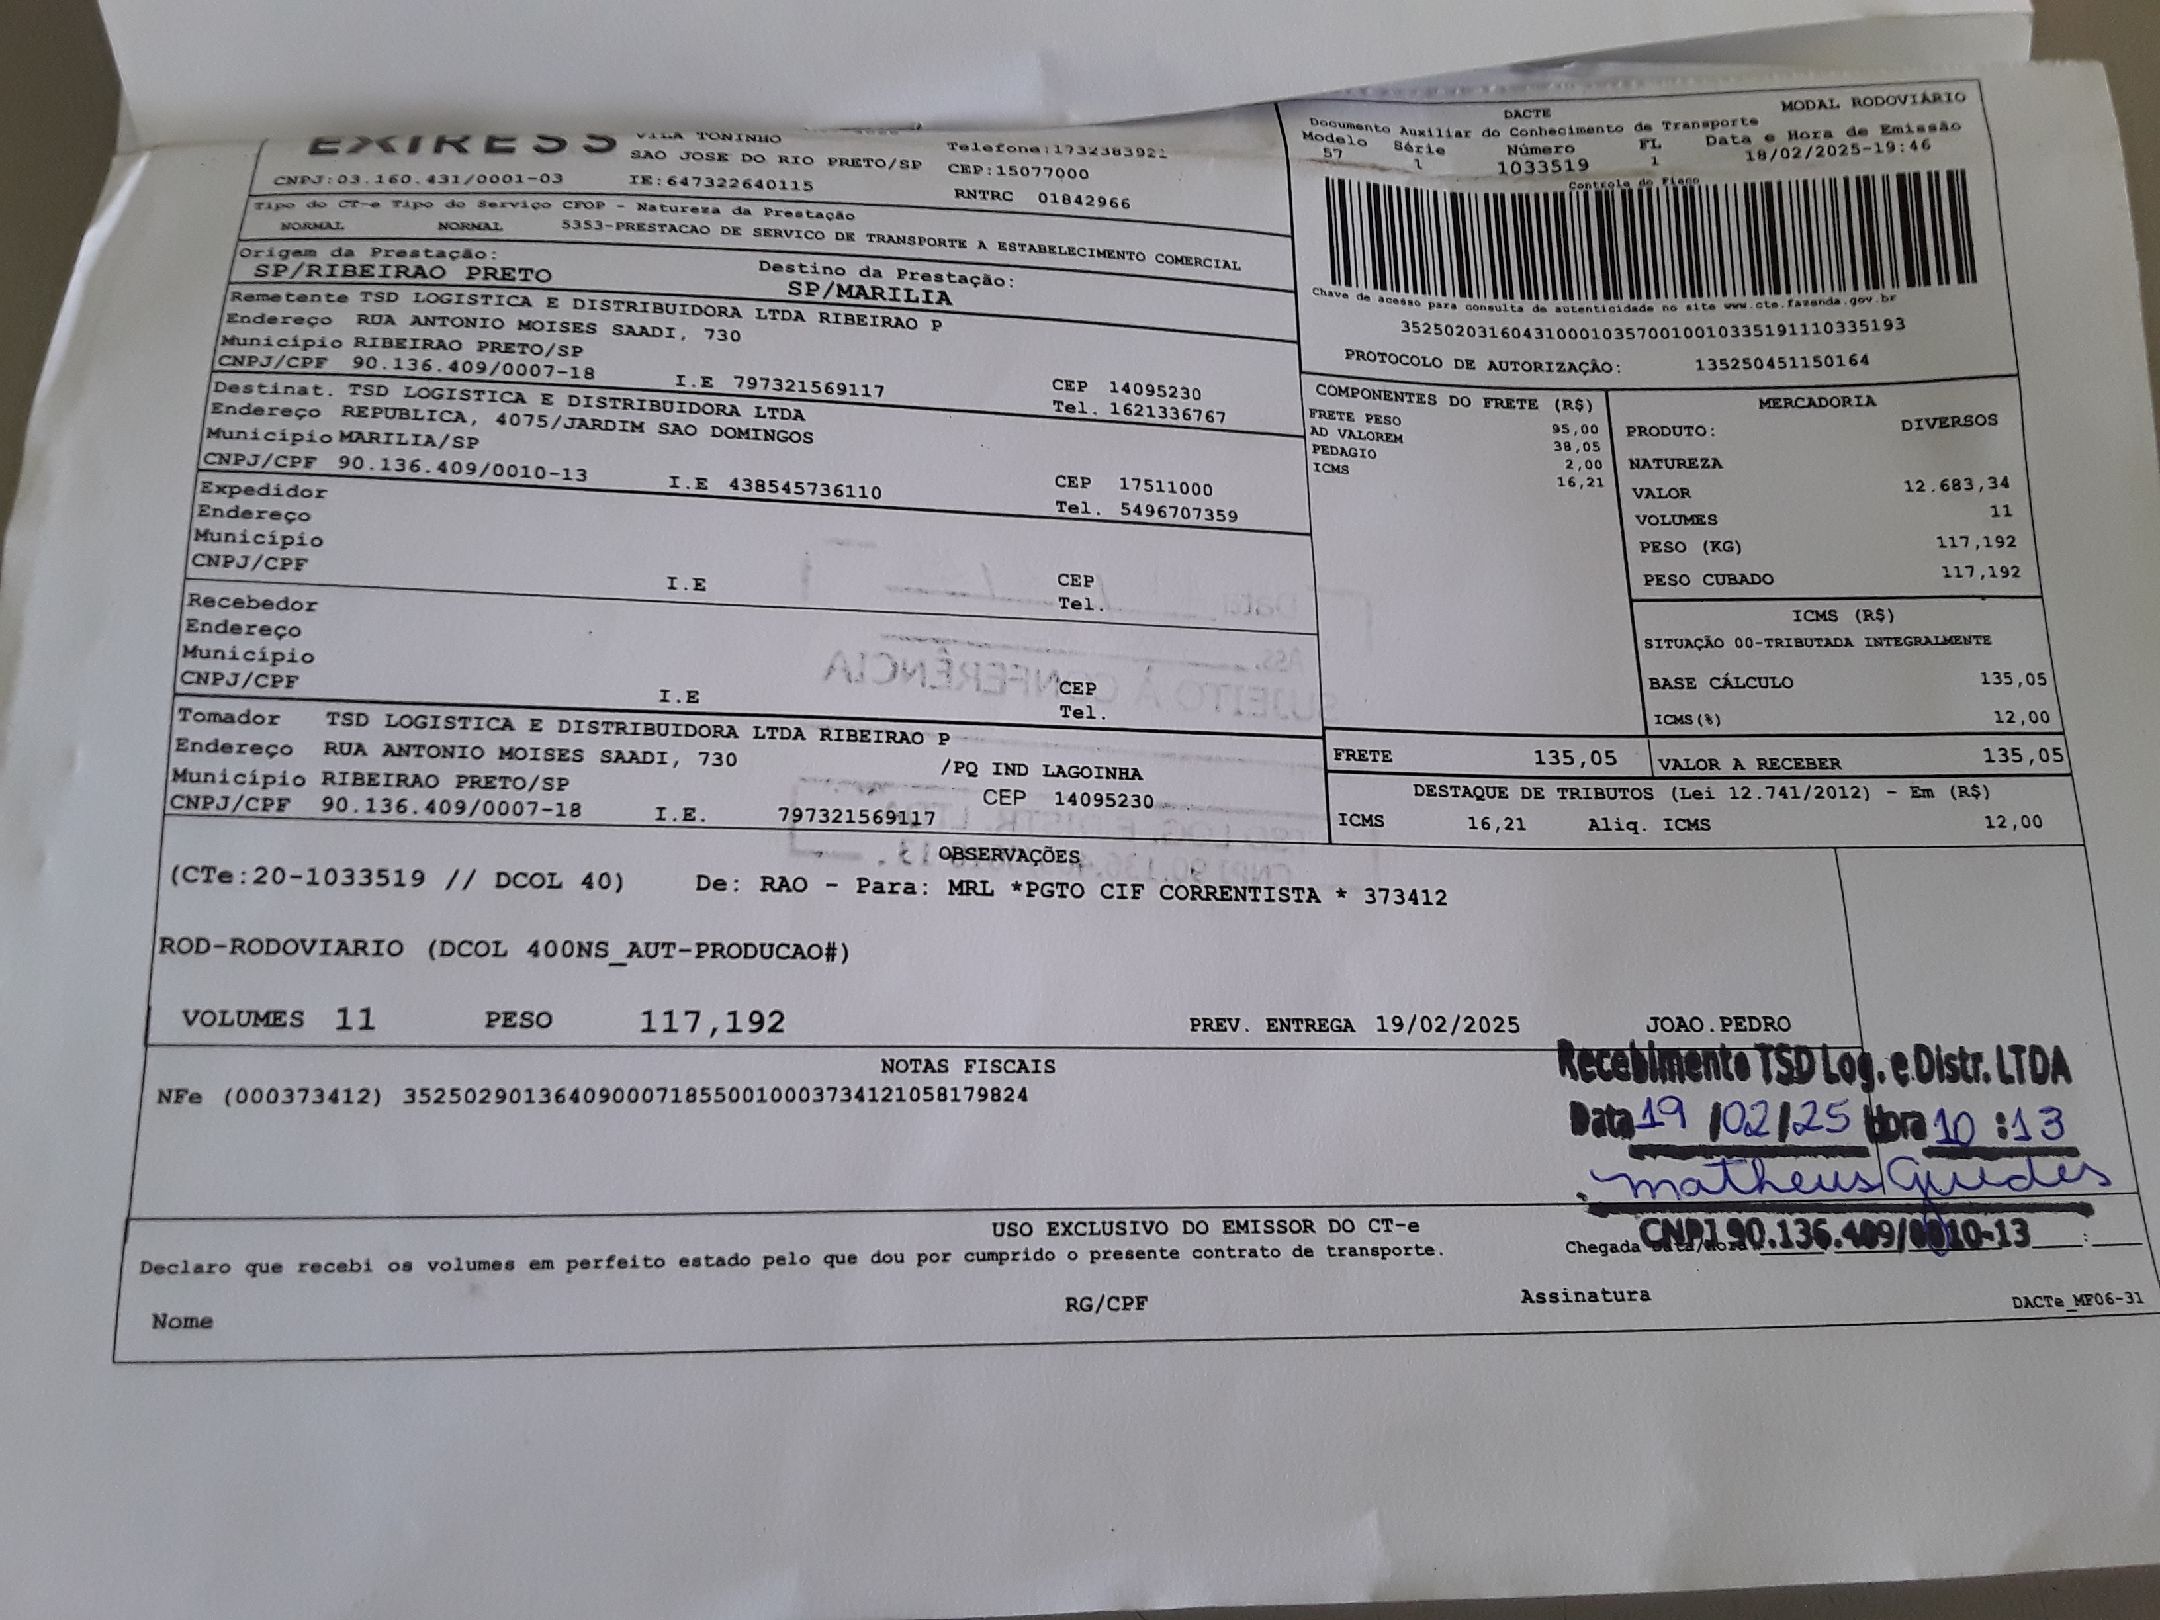 EXPRESS
VILA TONINHO
SAO JOSE DO RIO PRETO/SP
Telefone:1732383921
CEP:15077000
CNPJ:03.160.431/0001-03
IE:647322640115
RNTRC 01842966
Tipo do CT-e Tipo do Serviço CFOP - Natureza da Prestação
NORMAL NORMAL 5353-PRESTACAO DE SERVICO DE TRANSPORTE A ESTABELECIMENTO COMERCIAL
Origem da Prestação: Destino da Prestação:
SP/RIBEIRAO PRETO SP/MARILIA
DACTE MODAL RODOVIÁRIO
Documento Auxiliar do Conhecimento de Transporte
Modelo Série Número FL Data e Hora de Emissão
57 1 1033519 1 18/02/2025-19:46
Controle do Fisco
Chave de acesso para consulta de autenticidade no site www.cte.fazenda.gov.br
35250203160431000103570010010335191110335193
PROTOCOLO DE AUTORIZAÇÃO: 135250451150164
Remetente TSD LOGISTICA E DISTRIBUIDORA LTDA RIBEIRAO P
Endereço RUA ANTONIO MOISES SAADI, 730
Município RIBEIRAO PRETO/SP CEP 14095230
CNPJ/CPF 90.136.409/0007-18 I.E 797321569117 Tel. 1621336767
Destinat. TSD LOGISTICA E DISTRIBUIDORA LTDA
Endereço REPUBLICA, 4075/JARDIM SAO DOMINGOS
Município MARILIA/SP CEP 17511000
CNPJ/CPF 90.136.409/0010-13 I.E 438545736110 Tel. 5496707359
Expedidor
Endereço
Município CEP
CNPJ/CPF I.E Tel.
Recebedor
Endereço
Município CEP
CNPJ/CPF I.E Tel.
Tomador TSD LOGISTICA E DISTRIBUIDORA LTDA RIBEIRAO P
Endereço RUA ANTONIO MOISES SAADI, 730 /PQ IND LAGOINHA
Município RIBEIRAO PRETO/SP CEP 14095230
CNPJ/CPF 90.136.409/0007-18 I.E. 797321569117
COMPONENTES DO FRETE (R$)
FRETE PESO 95,00
AD VALOREM 38,05
PEDAGIO 2,00
ICMS 16,21
MERCADORIA
PRODUTO: DIVERSOS
NATUREZA
VALOR 12.683,34
VOLUMES 11
PESO (KG) 117,192
PESO CUBADO 117,192
ICMS (R$)
SITUAÇÃO 00-TRIBUTADA INTEGRALMENTE
BASE CÁLCULO 135,05
ICMS(%) 12,00
FRETE 135,05 VALOR A RECEBER 135,05
DESTAQUE DE TRIBUTOS (Lei 12.741/2012) - Em (R$)
ICMS 16,21 Aliq. ICMS 12,00
OBSERVAÇÕES
(CTe:20-1033519 // DCOL 40) De: RAO - Para: MRL *PGTO CIF CORRENTISTA * 373412
ROD-RODOVIARIO (DCOL 400NS_AUT-PRODUCAO#)
VOLUMES 11 PESO 117,192 PREV. ENTREGA 19/02/2025 JOAO.PEDRO
NOTAS FISCAIS
NFe (000373412) 35250290136409000718550010003734121058179824
Recebimento TSD Log. e Distr. LTDA
Data 19/02/25 Hora 10:13
matheus Guedes
CNPJ 90.136.409/0010-13
USO EXCLUSIVO DO EMISSOR DO CT-e
Declaro que recebi os volumes em perfeito estado pelo que dou por cumprido o presente contrato de transporte. Chegada Data/Hora
Nome RG/CPF Assinatura
DACTe_MF06-31